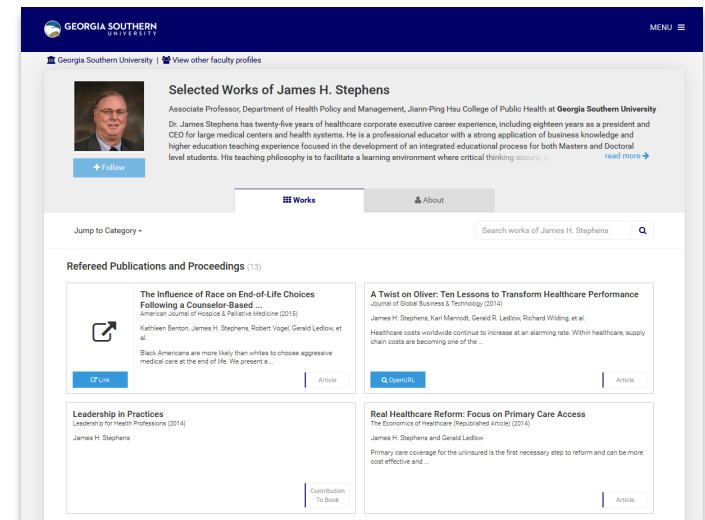 GEORGIA SOUTHERN
UNIVERSITY
MENU
Georgia Southern University | View other faculty profiles
Selected Works of James H. Stephens
Associate Professor, Department of Health Policy and Management, Jiann-Ping Hsu College of Public Health at Georgia Southern University
Dr. James Stephens has twenty-five years of healthcare corporate executive career experience, including eighteen years as a president and
CEO for large medical centers and health systems. He is a professional educator with a strong application of business knowledge and
higher education teaching experience focused in the development of an integrated educational process for both Masters and Doctoral
level students. His teaching philosophy is to facilitate a learning environment where critical thinking occurs,
read more
+ Follow
Works
About
Jump to Category
Search works of James H. Stephens
Refereed Publications and Proceedings (13)
The Influence of Race on End-of-Life Choices
Following a Counselor-Based ...
American Journal of Hospice & Palliative Medicine (2015)
Kathleen Benton, James H. Stephens, Robert Vogel, Gerald Ledlow, et
al.
Black Americans are more likely than whites to choose aggressive
medical care at the end of life. We present a ...
Link
Article
A Twist on Oliver: Ten Lessons to Transform Healthcare Performance
Journal of Global Business & Technology (2014)
James H. Stephens, Karl Manrodt, Gerald R. Ledlow, Richard Wilding, et al.
Healthcare costs worldwide continue to increase at an alarming rate. Within healthcare, supply
chain costs are becoming one of the ...
OpenURL
Article
Leadership in Practices
Leadership for Health Professions (2014)
James H. Stephens
Contribution
To Book
Real Healthcare Reform: Focus on Primary Care Access
The Economics of Healthcare (Republished Article) (2014)
James H. Stephens and Gerald Ledlow
Primary care coverage for the uninsured is the first necessary step to reform and can be more
cost effective and ...
Article